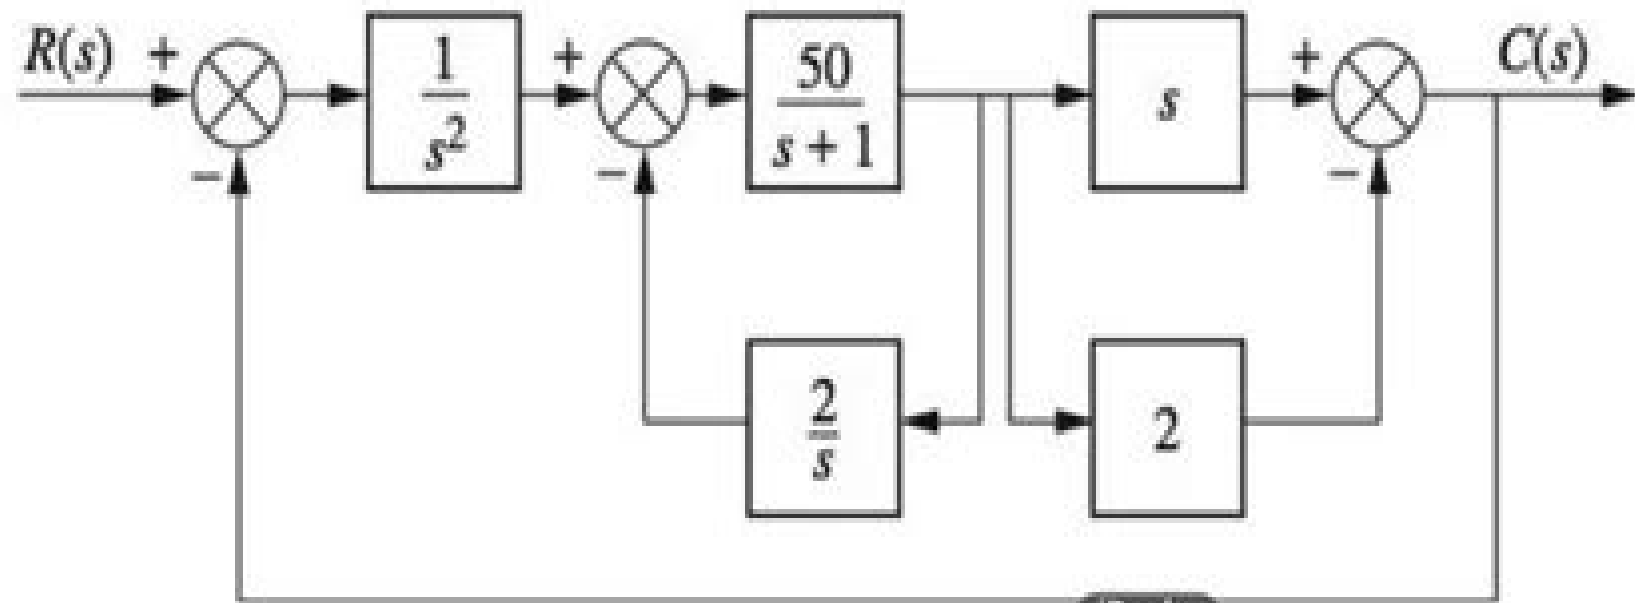 R(s) + 1/s² + 50/(s + 1) s + C(s)
− − −
2/s 2